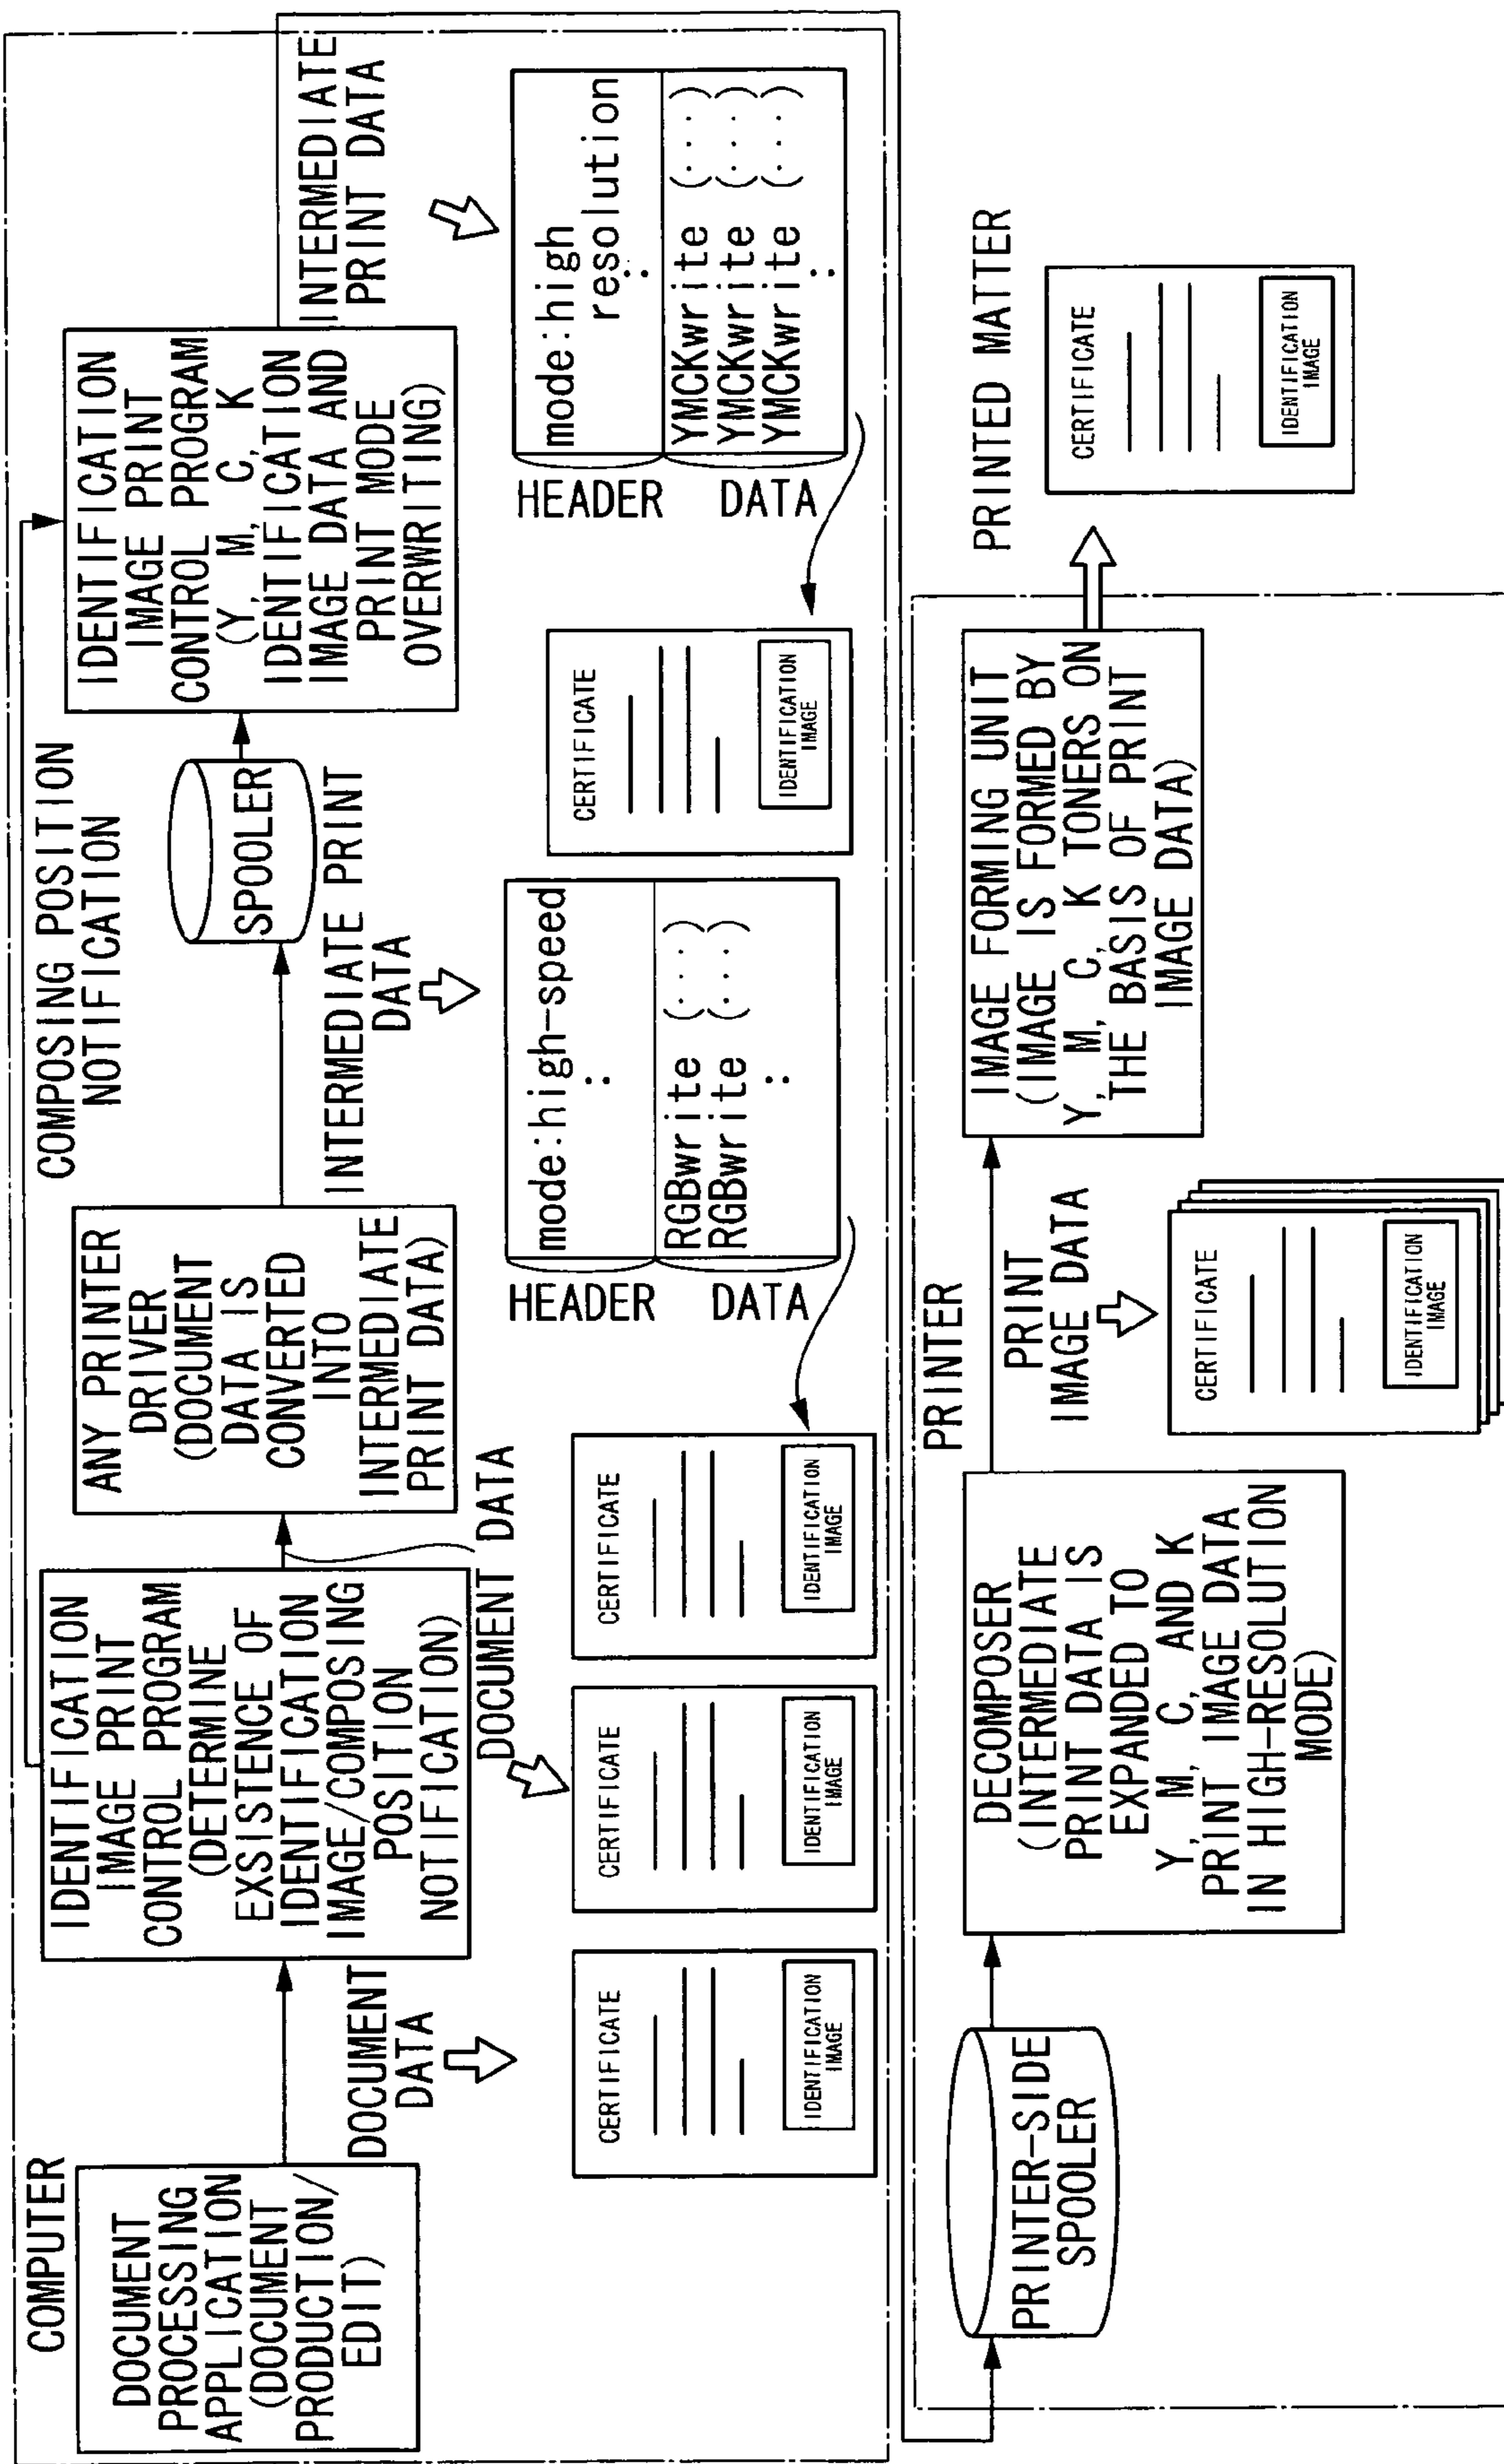 COMPUTER
DOCUMENT
PROCESSING
APPLICATION
(DOCUMENT
PRODUCTION/
EDIT)
DOCUMENT
DATA
CERTIFICATE
IDENTIFICATION
IMAGE
IDENTIFICATION
IMAGE PRINT
CONTROL PROGRAM
(DETERMINE
EXSISTENCE OF
IDENTIFICATION
IMAGE/COMPOSING
POSITION
NOTIFICATION)
DOCUMENT DATA
CERTIFICATE
IDENTIFICATION
IMAGE
ANY PRINTER
DRIVER
(DOCUMENT
DATA IS
CONVERTED
INTO
INTERMEDIATE
PRINT DATA)
CERTIFICATE
IDENTIFICATION
IMAGE
COMPOSING POSITION
NOTIFICATION
SPOOLER
INTERMEDIATE PRINT
DATA
mode:high-speed
:
RGBwrite (...)
RGBwrite (...)
:
HEADER
DATA
CERTIFICATE
IDENTIFICATION
IMAGE
IDENTIFICATION
IMAGE PRINT
CONTROL PROGRAM
(Y, M, C, K
IDENTIFICATION
IMAGE DATA AND
PRINT MODE
OVERWRITING)
INTERMEDIATE
PRINT DATA
mode:high
resolution
:
YMCKwrite (...)
YMCKwrite (...)
YMCKwrite (...)
:
HEADER
DATA
PRINTER
PRINTER-SIDE
SPOOLER
DECOMPOSER
(INTERMEDIATE
PRINT DATA IS
EXPANDED TO
Y, M, C, AND K
PRINT IMAGE DATA
IN HIGH-RESOLUTION
MODE)
PRINT
IMAGE DATA
CERTIFICATE
IDENTIFICATION
IMAGE
IMAGE FORMING UNIT
(IMAGE IS FORMED BY
Y, M, C, K TONERS ON
THE BASIS OF PRINT
IMAGE DATA)
PRINTED MATTER
CERTIFICATE
IDENTIFICATION
IMAGE